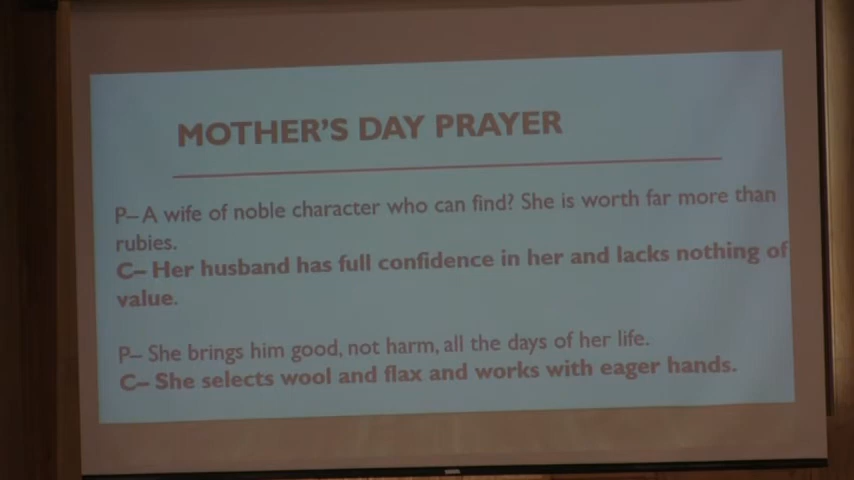 MOTHER'S DAY PRAYER
P– A wife of noble character who can find? She is worth far more than
rubies.
C– Her husband has full confidence in her and lacks nothing of
value.
P– She brings him good, not harm, all the days of her life.
C– She selects wool and flax and works with eager hands.